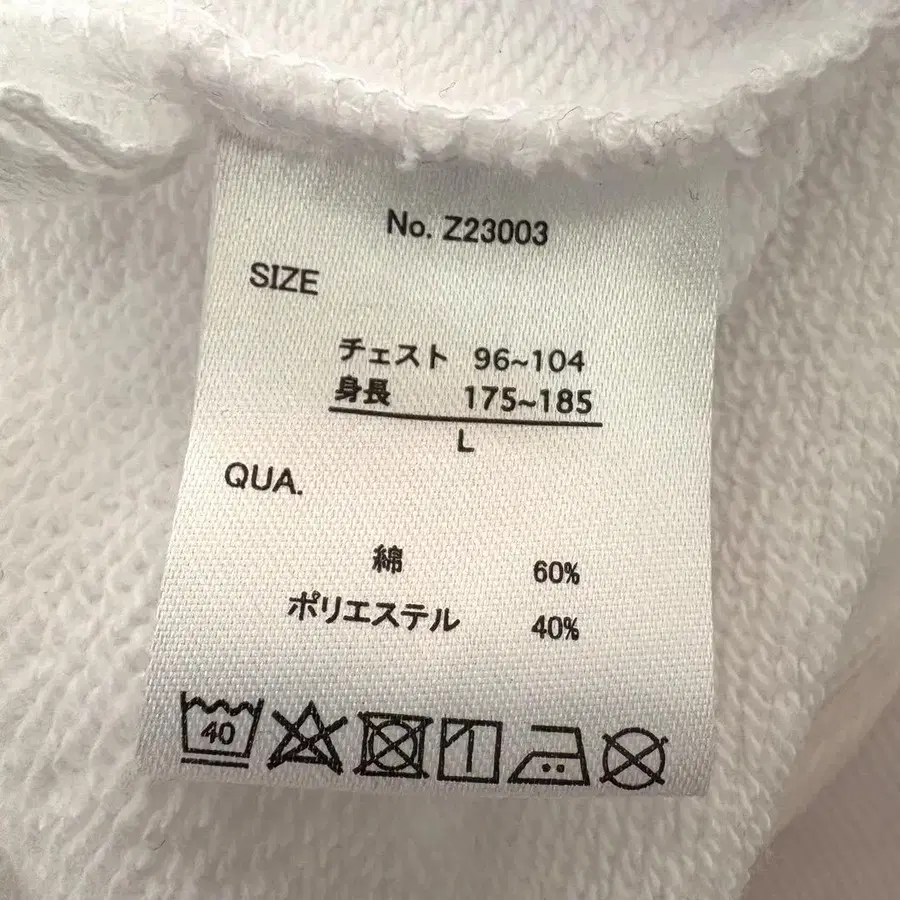 No. Z23003
SIZE
チェスト 96~104
身長 175~185
L
QUA.
綿 60%
ポリエステル 40%
40